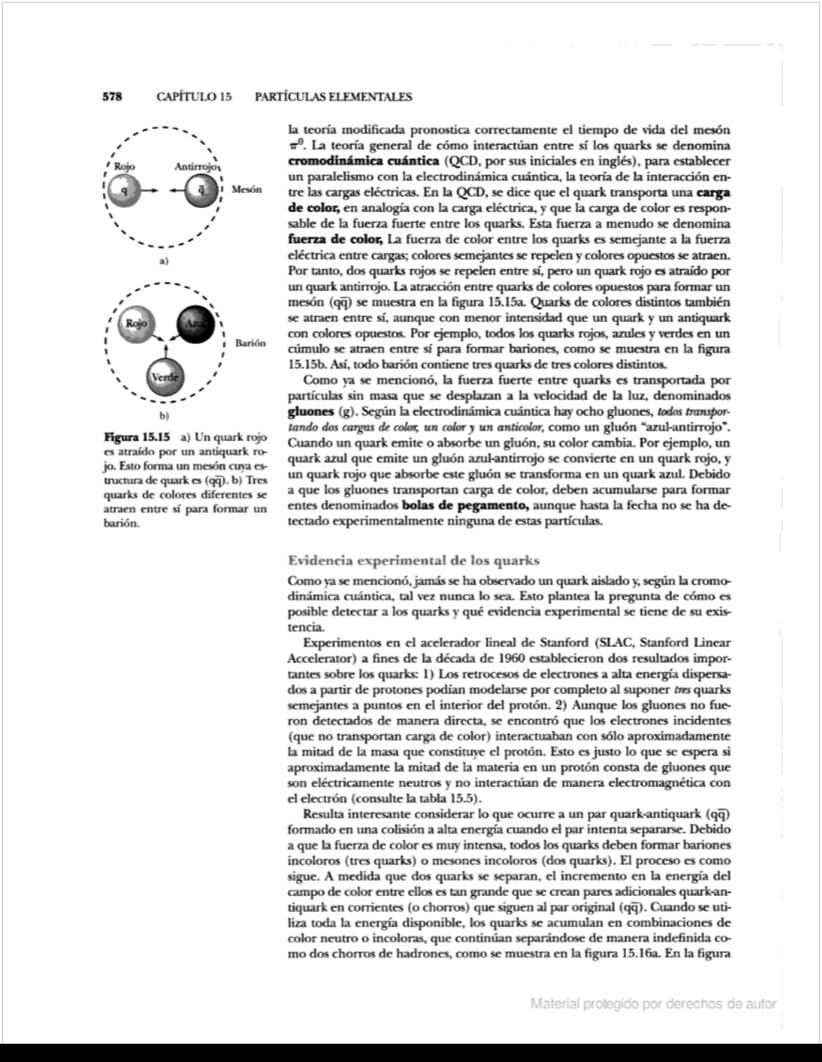 578 CAPÍTULO 15 PARTÍCULAS ELEMENTALES
Rojo Antirrojo
q q̄ Mesón
a)
Rojo Azul
Barión
Verde
b)
Figura 15.15 a) Un quark rojo
es atraído por un antiquark ro-
jo. Esto forma un mesón cuya es-
tructura de quark es (qq̄). b) Tres
quarks de colores diferentes se
atraen entre sí para formar un
barión.
la teoría modificada pronostica correctamente el tiempo de vida del mesón
π⁰. La teoría general de cómo interactúan entre sí los quarks se denomina
cromodinámica cuántica (QCD, por sus iniciales en inglés), para establecer
un paralelismo con la electrodinámica cuántica, la teoría de la interacción en-
tre las cargas eléctricas. En la QCD, se dice que el quark transporta una carga
de color, en analogía con la carga eléctrica, y que la carga de color es respon-
sable de la fuerza fuerte entre los quarks. Esta fuerza a menudo se denomina
fuerza de color, La fuerza de color entre los quarks es semejante a la fuerza
eléctrica entre cargas; colores semejantes se repelen y colores opuestos se atraen.
Por tanto, dos quarks rojos se repelen entre sí, pero un quark rojo es atraído por
un quark antirrojo. La atracción entre quarks de colores opuestos para formar un
mesón (qq̄) se muestra en la figura 15.15a. Quarks de colores distintos también
se atraen entre sí, aunque con menor intensidad que un quark y un antiquark
con colores opuestos. Por ejemplo, todos los quarks rojos, azules y verdes en un
cúmulo se atraen entre sí para formar bariones, como se muestra en la figura
15.15b. Así, todo barión contiene tres quarks de tres colores distintos.
Como ya se mencionó, la fuerza fuerte entre quarks es transportada por
partículas sin masa que se desplazan a la velocidad de la luz, denominados
gluones (g). Según la electrodinámica cuántica hay ocho gluones, todos transpor-
tando dos cargas de color, un color y un anticolor, como un gluón “azul-antirrojo”.
Cuando un quark emite o absorbe un gluón, su color cambia. Por ejemplo, un
quark azul que emite un gluón azul-antirrojo se convierte en un quark rojo, y
un quark rojo que absorbe este gluón se transforma en un quark azul. Debido
a que los gluones transportan carga de color, deben acumularse para formar
entes denominados bolas de pegamento, aunque hasta la fecha no se ha de-
tectado experimentalmente ninguna de estas partículas.
Evidencia experimental de los quarks
Como ya se mencionó, jamás se ha observado un quark aislado y, según la cromo-
dinámica cuántica, tal vez nunca lo sea. Esto plantea la pregunta de cómo es
posible detectar a los quarks y qué evidencia experimental se tiene de su exis-
tencia.
Experimentos en el acelerador lineal de Stanford (SLAC, Stanford Linear
Accelerator) a fines de la década de 1960 establecieron dos resultados impor-
tantes sobre los quarks: 1) Los retrocesos de electrones a alta energía dispersa-
dos a partir de protones podían modelarse por completo al suponer tres quarks
semejantes a puntos en el interior del protón. 2) Aunque los gluones no fue-
ron detectados de manera directa, se encontró que los electrones incidentes
(que no transportan carga de color) interactuaban con sólo aproximadamente
la mitad de la masa que constituye el protón. Esto es justo lo que se espera si
aproximadamente la mitad de la materia en un protón consta de gluones que
son eléctricamente neutros y no interactúan de manera electromagnética con
el electrón (consulte la tabla 15.5).
Resulta interesante considerar lo que ocurre a un par quark-antiquark (qq̄)
formado en una colisión a alta energía cuando el par intenta separarse. Debido
a que la fuerza de color es muy intensa, todos los quarks deben formar bariones
incoloros (tres quarks) o mesones incoloros (dos quarks). El proceso es como
sigue. A medida que dos quarks se separan, el incremento en la energía del
campo de color entre ellos es tan grande que se crean pares adicionales quark-an-
tiquark en corrientes (o chorros) que siguen al par original (qq̄). Cuando se uti-
liza toda la energía disponible, los quarks se acumulan en combinaciones de
color neutro o incoloras, que continúan separándose de manera indefinida co-
mo dos chorros de hadrones, como se muestra en la figura 15.16a. En la figura
Material protegido por derechos de autor